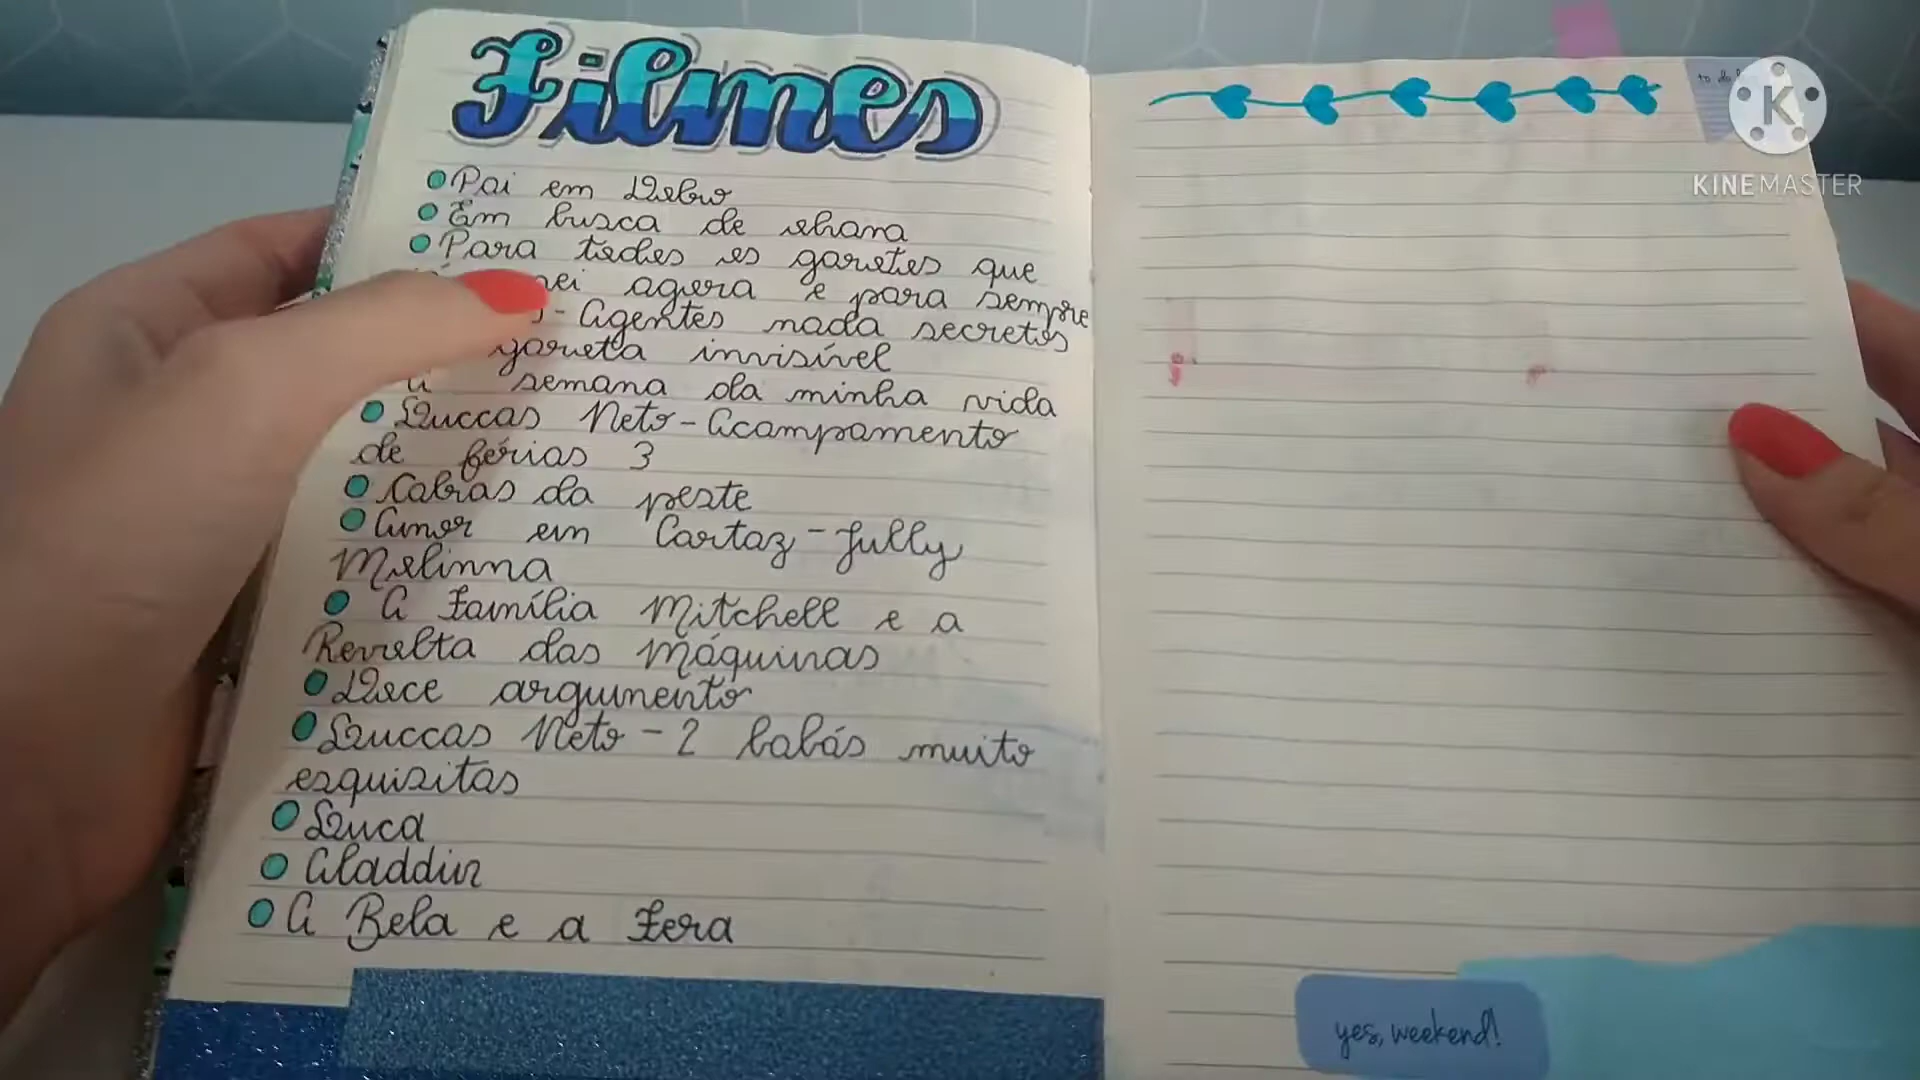 Filmes
Pai em Dobro
Em busca de ohana
Para todos os garotos que
agora e para sempre
- Agentes nada secretos
garota invisível
A semana da minha vida
Luccas Neto - Acampamento
de férias 3
Cabras da peste
Amor em Cartaz - Jully
Molinna
A Família Mitchell e a
Revolta das Máquinas
Doce argumento
Luccas Neto - 2 babás muito
esquisitas
Luca
Aladdin
A Bela e a Fera
to do
K
KINEMASTER
yes, weekend!